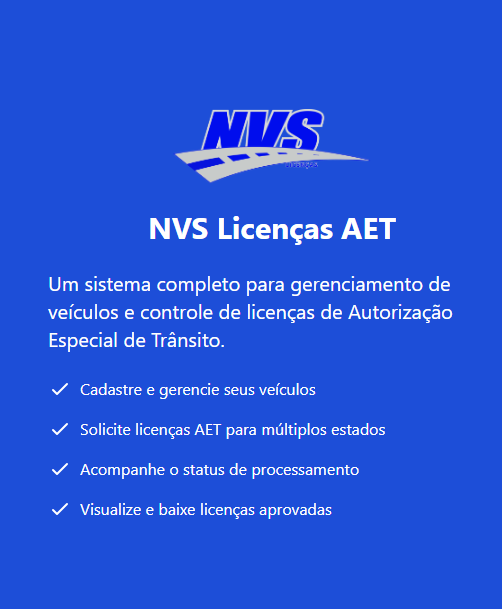 NVS
NVS Licenças AET
Um sistema completo para gerenciamento de
veículos e controle de licenças de Autorização
Especial de Trânsito.
Cadastre e gerencie seus veículos
Solicite licenças AET para múltiplos estados
Acompanhe o status de processamento
Visualize e baixe licenças aprovadas